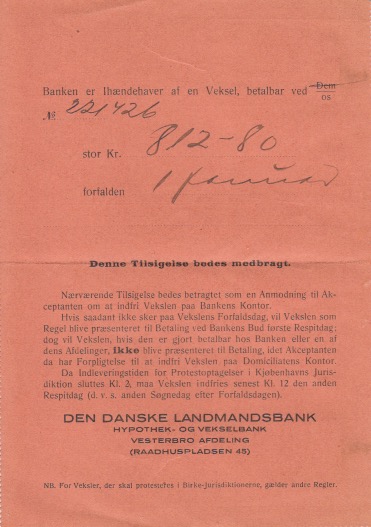 Banken er Ihændehaver af en Veksel, betalbar ved Dem
os
№ 221426
stor Kr. 812-80
forfalden 1 Januar
Denne Tilsigelse bedes medbragt.
Nærværende Tilsigelse bedes betragtet som en Anmodning til Ak-
ceptanten om at indfri Vekslen paa Bankens Kontor.
Hvis saadant ikke sker paa Vekslens Forfaldsdag, vil Vekslen som
Regel blive præsenteret til Betaling ved Bankens Bud første Respitdag;
dog vil Vekslen, hvis den er gjort betalbar hos Banken eller en af
dens Afdelinger, ikke blive præsenteret til Betaling, idet Akceptanten
da har Forpligtelse til at indfri Vekslen paa Domiciliatens Kontor.
Da Indleveringstiden for Protestoptagelser i Kjøbenhavns Juris-
diktion sluttes Kl. 2, maa Vekslen indfries senest Kl. 12 den anden
Respitdag (d. v. s. anden Søgnedag efter Forfaldsdagen).
DEN DANSKE LANDMANDSBANK
HYPOTHEK- OG VEKSELBANK
VESTERBRO AFDELING
(RAADHUSPLADSEN 45)
NB. For Veksler, der skal protesteres i Birke-Jurisdiktionerne, gælder andre Regler.